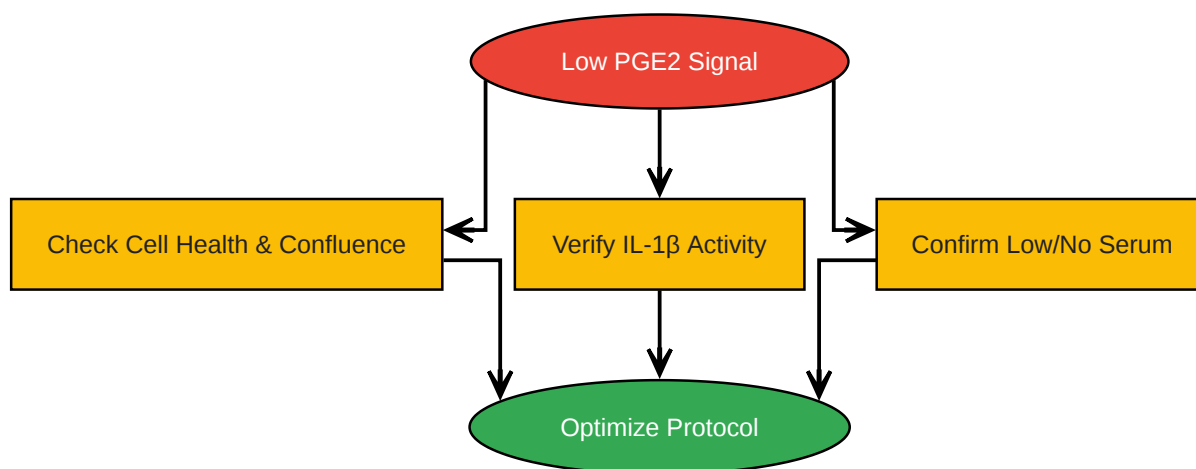 Low PGE2 Signal
Check Cell Health & Confluence
Verify IL-1β Activity
Confirm Low/No Serum
Optimize Protocol